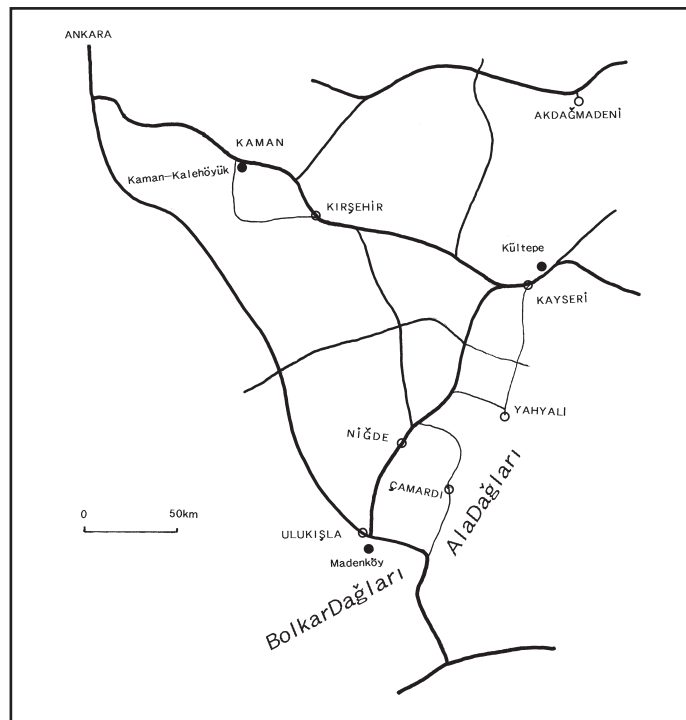 ANKARA
AKDAĞMADENİ
KAMAN
Kaman-Kalehöyük
KIRŞEHİR
Kültepe
KAYSERİ
YAHYALİ
NİĞDE
ÇAMARDI
AlaDağları
0 50km
ULUKIŞLA
Madenköy
BolkarDağları